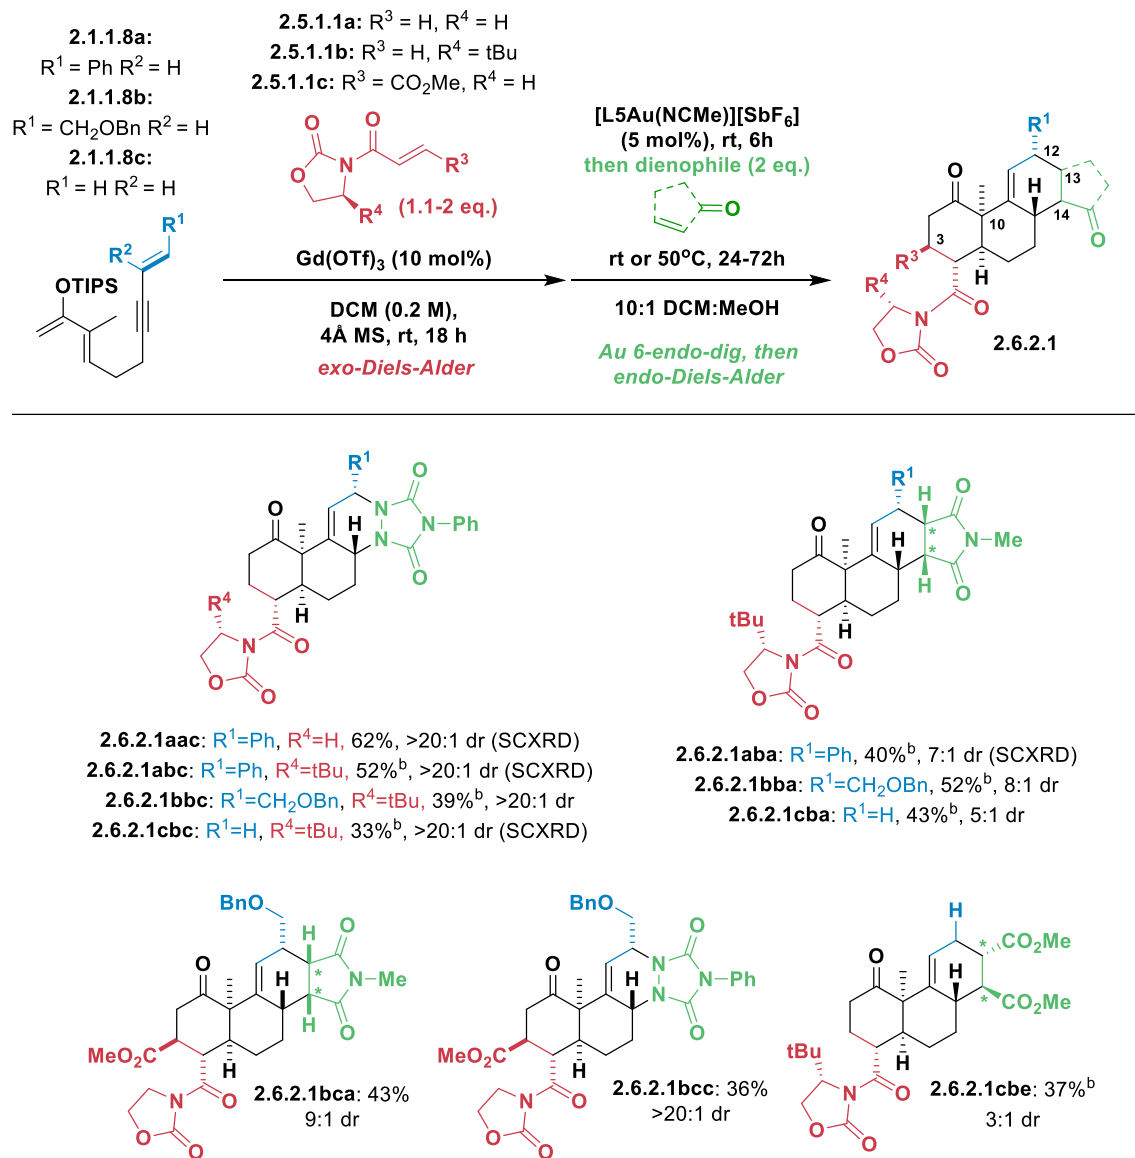 2.1.1.8a:
R¹ = Ph R² = H
2.1.1.8b:
R¹ = CH₂OBn R² = H
2.1.1.8c:
R¹ = H R² = H
2.5.1.1a: R³ = H, R⁴ = H
2.5.1.1b: R³ = H, R⁴ = tBu
2.5.1.1c: R³ = CO₂Me, R⁴ = H
R¹
R²
OTIPS
O
O
O
N
R³
R⁴
(1.1-2 eq.)
Gd(OTf)₃ (10 mol%)
DCM (0.2 M),
4Å MS, rt, 18 h
exo-Diels-Alder
[L5Au(NCMe)][SbF₆]
(5 mol%), rt, 6h
then dienophile (2 eq.)
O
rt or 50°C, 24-72h
10:1 DCM:MeOH
Au 6-endo-dig, then
endo-Diels-Alder
R¹
12
13
O
H
14
10
3
O
R³
H
R⁴
N
O
O
O
2.6.2.1
R¹
O
O
N
H
N
Ph
N
O
H
R⁴
N
O
O
O
2.6.2.1aac: R¹=Ph, R⁴=H, 62%, >20:1 dr (SCXRD)
2.6.2.1abc: R¹=Ph, R⁴=tBu, 52%ᵇ, >20:1 dr (SCXRD)
2.6.2.1bbc: R¹=CH₂OBn, R⁴=tBu, 39%ᵇ, >20:1 dr
2.6.2.1cbc: R¹=H, R⁴=tBu, 33%ᵇ, >20:1 dr (SCXRD)
R¹
H
O
O
*
H
N
Me
*
H
O
H
tBu
N
O
O
O
2.6.2.1aba: R¹=Ph, 40%ᵇ, 7:1 dr (SCXRD)
2.6.2.1bba: R¹=CH₂OBn, 52%ᵇ, 8:1 dr
2.6.2.1cba: R¹=H, 43%ᵇ, 5:1 dr
BnO
H
O
O
*
H
N
Me
*
H
O
MeO₂C
H
N
O
O
O
2.6.2.1bca: 43%
9:1 dr
BnO
O
O
N
H
N
Ph
N
O
MeO₂C
H
N
O
O
O
2.6.2.1bcc: 36%
>20:1 dr
H
CO₂Me
*
O
H
*
CO₂Me
H
tBu
N
O
O
O
2.6.2.1cbe: 37%ᵇ
3:1 dr